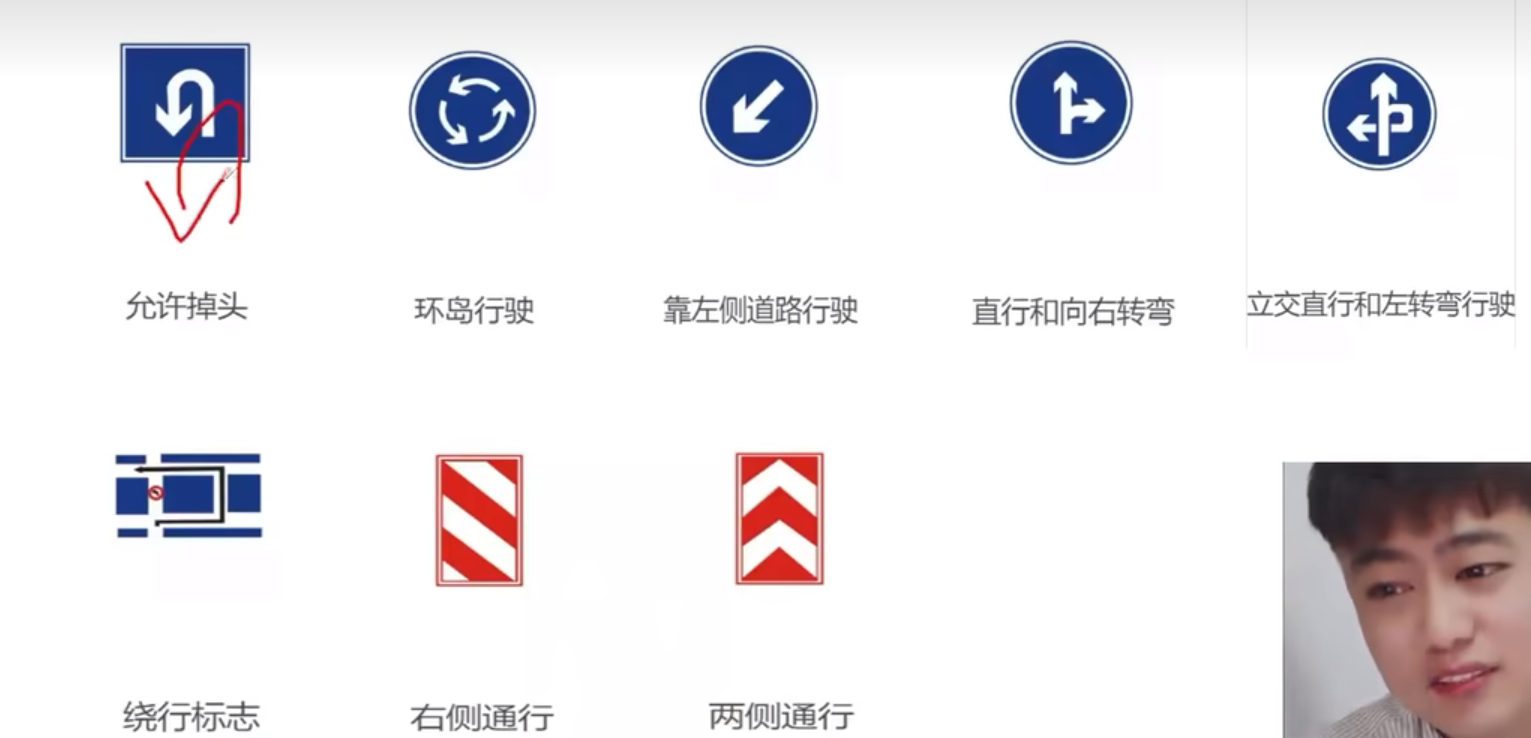 允许掉头
环岛行驶
靠左侧道路行驶
直行和向右转弯
立交直行和左转弯行驶
绕行标志
右侧通行
两侧通行